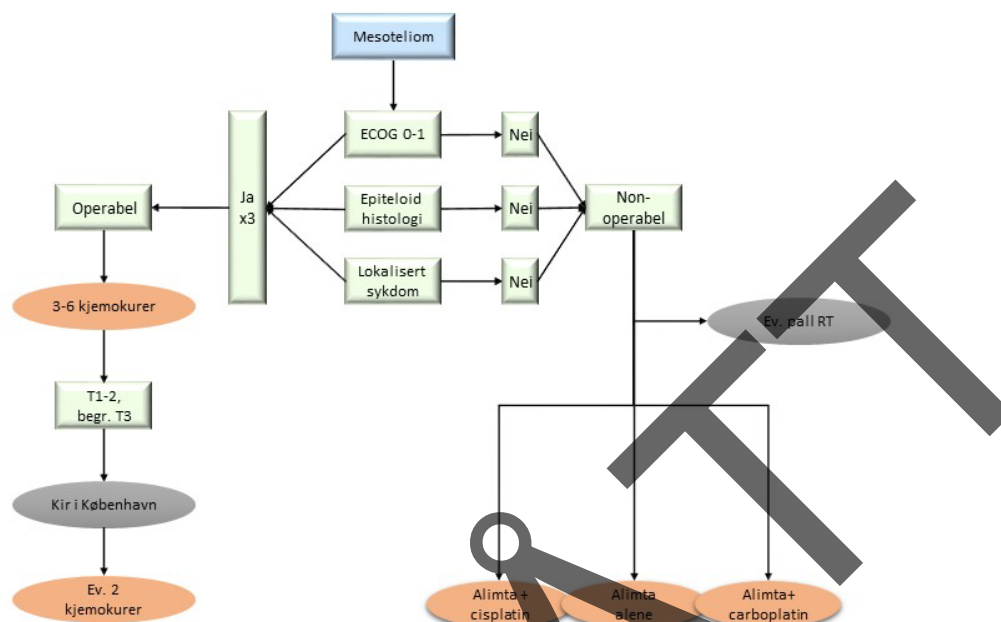 Mesoteliom
ECOG 0-1
Nei
Ja
x3
Operabel
Epiteloid
histologi
Nei
Non-
operabel
Lokalisert
sykdom
Nei
3-6 kjemokurer
Ev. pall RT
T1-2,
begr. T3
Kir i København
Ev. 2
kjemokurer
Alimta +
cisplatin
Alimta
alene
Alimta+
carboplatin